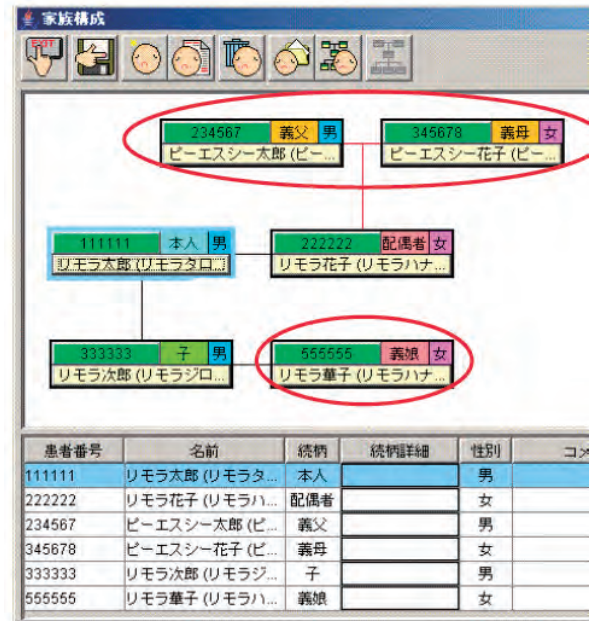 家族構成
EXIT
234567 義父 男 345678 義母 女
ピーエスシー太郎 (ピー... ピーエスシー花子 (ピー...
111111 本人 男 222222 配偶者 女
リモラ太郎 (リモラタロ... リモラ花子 (リモラハナ...
333333 子 男 555555 義娘 女
リモラ次郎 (リモラジロ... リモラ華子 (リモラハナ...
患者番号 名前 続柄 続柄詳細 性別 コメ
111111 リモラ太郎 (リモラタ... 本人 男
222222 リモラ花子 (リモラハ... 配偶者 女
234567 ピーエスシー太郎 (ピ... 義父 男
345678 ピーエスシー花子 (ピ... 義母 女
333333 リモラ次郎 (リモラジ... 子 男
555555 リモラ華子 (リモラハ... 義娘 女